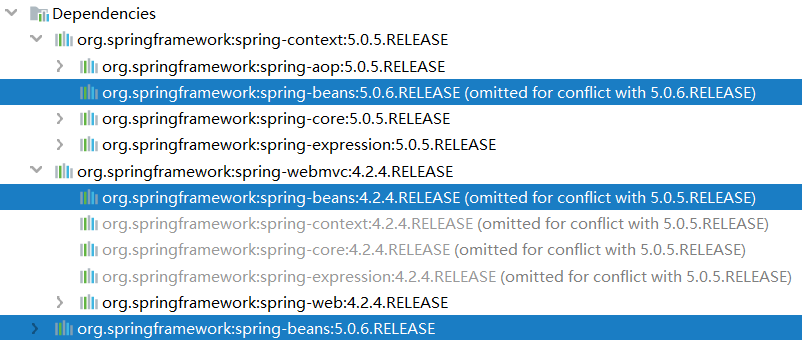 Dependencies
org.springframework:spring-context:5.0.5.RELEASE
org.springframework:spring-aop:5.0.5.RELEASE
org.springframework:spring-beans:5.0.6.RELEASE (omitted for conflict with 5.0.6.RELEASE)
org.springframework:spring-core:5.0.5.RELEASE
org.springframework:spring-expression:5.0.5.RELEASE
org.springframework:spring-webmvc:4.2.4.RELEASE
org.springframework:spring-beans:4.2.4.RELEASE (omitted for conflict with 5.0.5.RELEASE)
org.springframework:spring-context:4.2.4.RELEASE (omitted for conflict with 5.0.5.RELEASE)
org.springframework:spring-core:4.2.4.RELEASE (omitted for conflict with 5.0.5.RELEASE)
org.springframework:spring-expression:4.2.4.RELEASE (omitted for conflict with 5.0.5.RELEASE)
org.springframework:spring-web:4.2.4.RELEASE
org.springframework:spring-beans:5.0.6.RELEASE